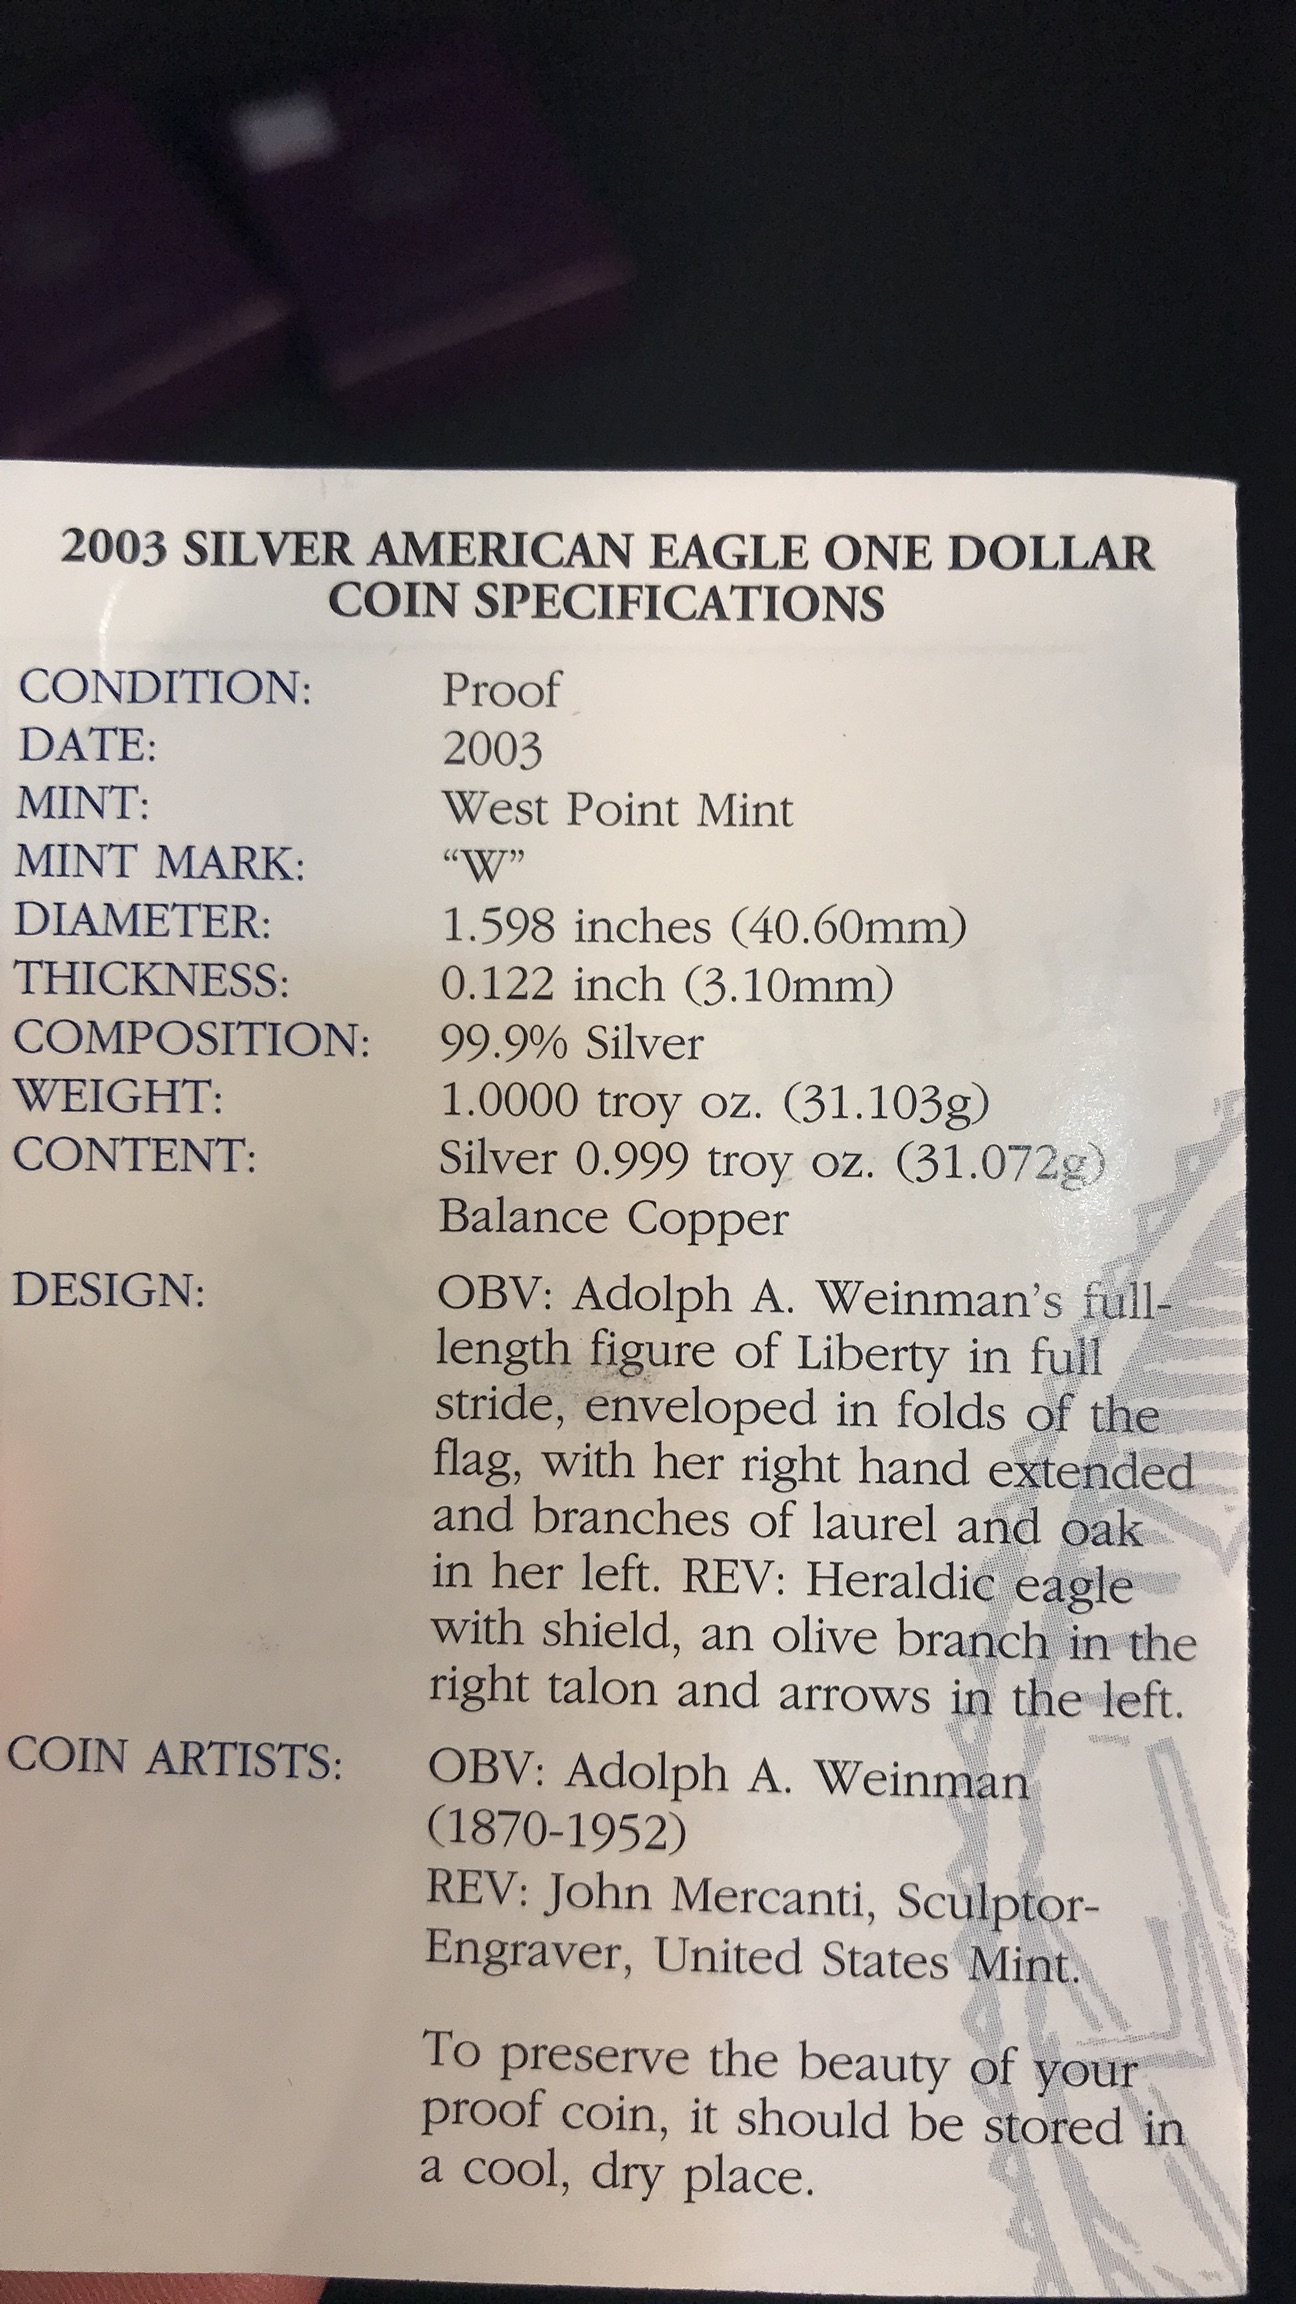 2003 SILVER AMERICAN EAGLE ONE DOLLAR
COIN SPECIFICATIONS
CONDITION: Proof
DATE: 2003
MINT: West Point Mint
MINT MARK: “W”
DIAMETER: 1.598 inches (40.60mm)
THICKNESS: 0.122 inch (3.10mm)
COMPOSITION: 99.9% Silver
WEIGHT: 1.0000 troy oz. (31.103g)
CONTENT: Silver 0.999 troy oz. (31.072g)
Balance Copper
DESIGN: OBV: Adolph A. Weinman’s full-
length figure of Liberty in full
stride, enveloped in folds of the
flag, with her right hand extended
and branches of laurel and oak
in her left. REV: Heraldic eagle
with shield, an olive branch in the
right talon and arrows in the left.
COIN ARTISTS: OBV: Adolph A. Weinman
(1870-1952)
REV: John Mercanti, Sculptor-
Engraver, United States Mint.
To preserve the beauty of your
proof coin, it should be stored in
a cool, dry place.